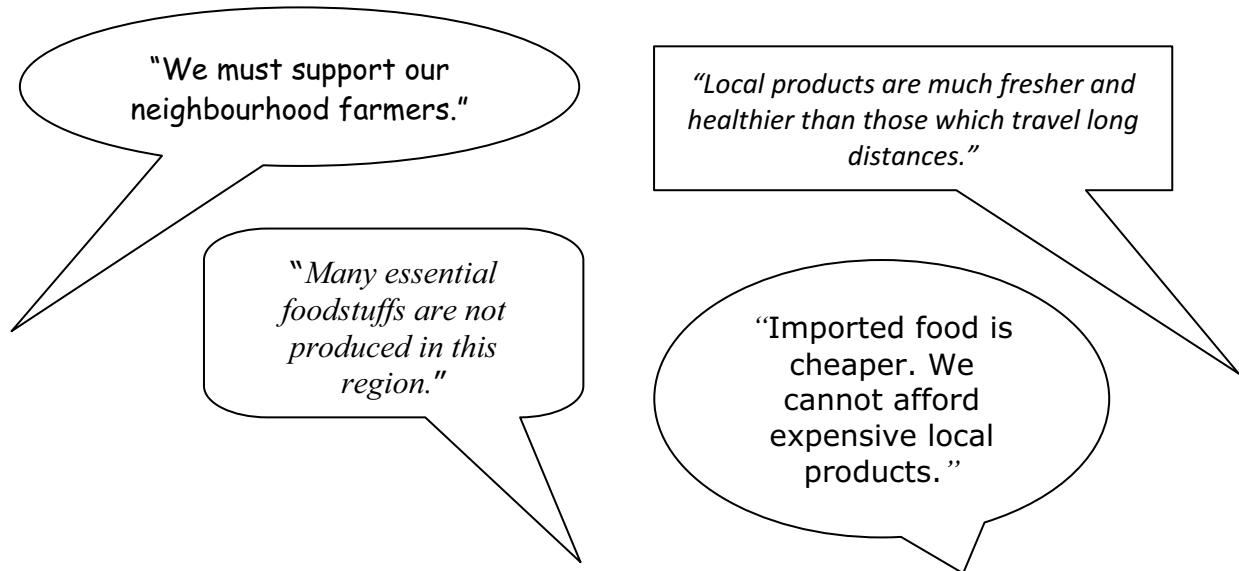 “We must support our
neighbourhood farmers.”
“Local products are much fresher and
healthier than those which travel long
distances.”
“Many essential
foodstuffs are not
produced in this
region.”
“Imported food is
cheaper. We
cannot afford
expensive local
products.”